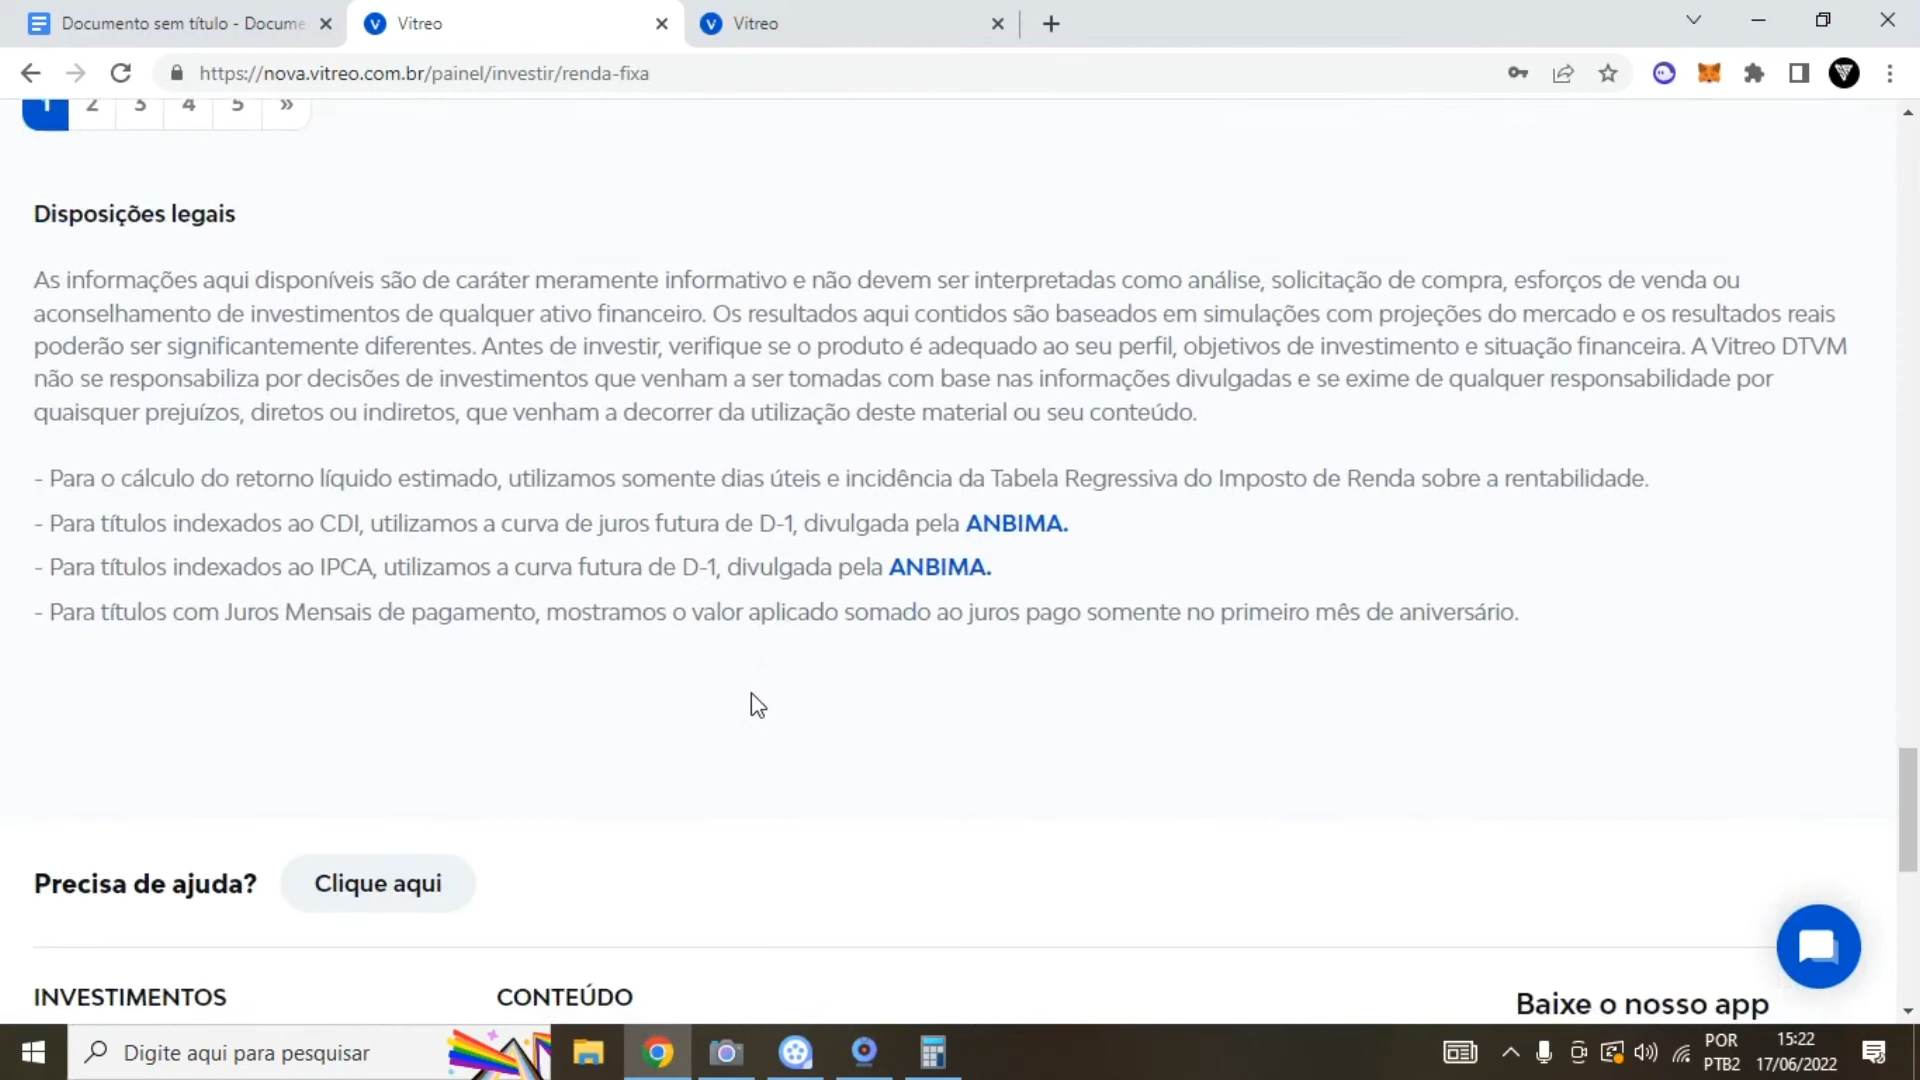 Documento sem título - Docume
Vitreo
Vitreo
https://nova.vitreo.com.br/painel/investir/renda-fixa
1 2 3 4 5 »
Disposições legais
As informações aqui disponíveis são de caráter meramente informativo e não devem ser interpretadas como análise, solicitação de compra, esforços de venda ou
aconselhamento de investimentos de qualquer ativo financeiro. Os resultados aqui contidos são baseados em simulações com projeções do mercado e os resultados reais
poderão ser significantemente diferentes. Antes de investir, verifique se o produto é adequado ao seu perfil, objetivos de investimento e situação financeira. A Vitreo DTVM
não se responsabiliza por decisões de investimentos que venham a ser tomadas com base nas informações divulgadas e se exime de qualquer responsabilidade por
quaisquer prejuízos, diretos ou indiretos, que venham a decorrer da utilização deste material ou seu conteúdo.
- Para o cálculo do retorno líquido estimado, utilizamos somente dias úteis e incidência da Tabela Regressiva do Imposto de Renda sobre a rentabilidade.
- Para títulos indexados ao CDI, utilizamos a curva de juros futura de D-1, divulgada pela ANBIMA.
- Para títulos indexados ao IPCA, utilizamos a curva futura de D-1, divulgada pela ANBIMA.
- Para títulos com Juros Mensais de pagamento, mostramos o valor aplicado somado ao juros pago somente no primeiro mês de aniversário.
Precisa de ajuda? Clique aqui
INVESTIMENTOS
CONTEÚDO
Baixe o nosso app
Digite aqui para pesquisar
POR
PTB2
15:22
17/06/2022